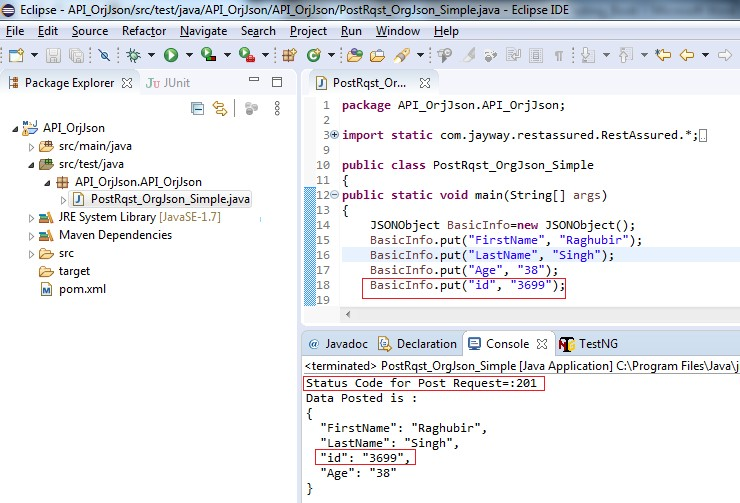 Eclipse - API_OrjJson/src/test/java/API_OrjJson/API_OrjJson/PostRqst_OrgJson_Simple.java - Eclipse IDE
File Edit Source Refactor Navigate Search Project Run Window Help
Package Explorer JUnit
API_OrjJson
src/main/java
src/test/java
API_OrjJson.API_OrjJson
PostRqst_OrgJson_Simple.java
JRE System Library [JavaSE-1.7]
Maven Dependencies
src
target
pom.xml
PostRqst_Or...
1 package API_OrjJson.API_OrjJson;
2
3 import static com.jayway.restassured.RestAssured.*;
9
10 public class PostRqst_OrgJson_Simple
11 {
12 public static void main(String[] args)
13 {
14 JSONObject BasicInfo=new JSONObject();
15 BasicInfo.put("FirstName", "Raghubir");
16 BasicInfo.put("LastName", "Singh");
17 BasicInfo.put("Age", "38");
18 BasicInfo.put("id", "3699");
19
Javadoc Declaration Console TestNG
<terminated> PostRqst_OrgJson_Simple [Java Application] C:\Program Files\Java\j
Status Code for Post Request=:201
Data Posted is :
{
"FirstName": "Raghubir",
"LastName": "Singh",
"id": "3699",
"Age": "38"
}